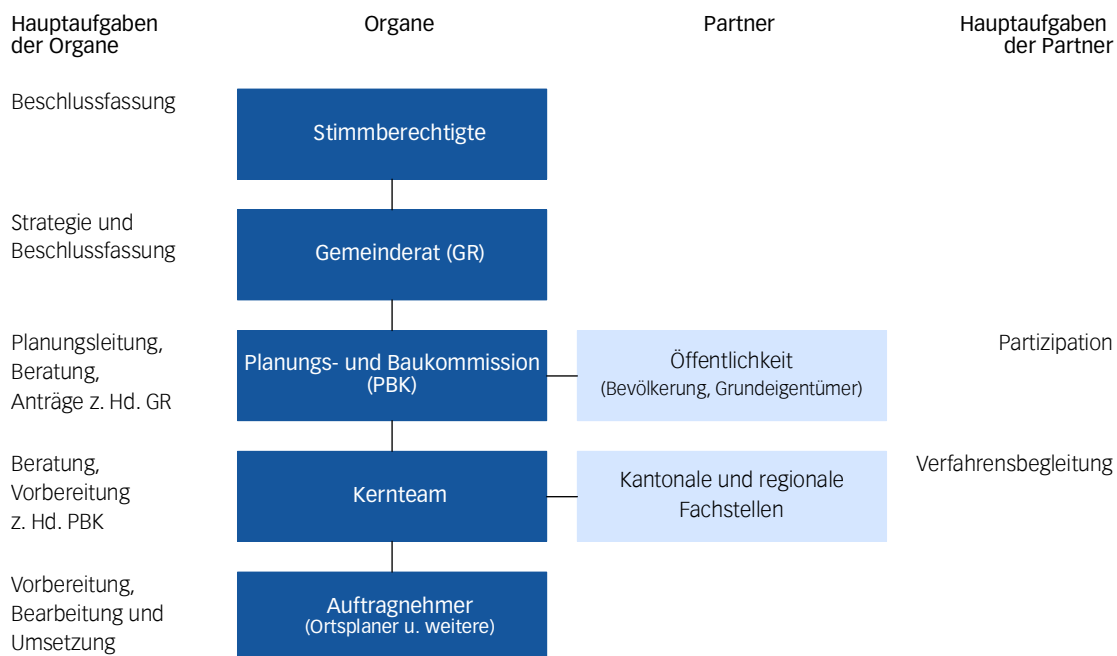 Hauptaufgaben
der Organe
Organe
Partner
Hauptaufgaben
der Partner
Beschlussfassung
Stimmberechtigte
Strategie und
Beschlussfassung
Gemeinderat (GR)
Planungsleitung,
Beratung,
Anträge z. Hd. GR
Planungs- und Baukommission
(PBK)
Öffentlichkeit
(Bevölkerung, Grundeigentümer)
Partizipation
Beratung,
Vorbereitung
z. Hd. PBK
Kernteam
Kantonale und regionale
Fachstellen
Verfahrensbegleitung
Vorbereitung,
Bearbeitung und
Umsetzung
Auftragnehmer
(Ortsplaner u. weitere)